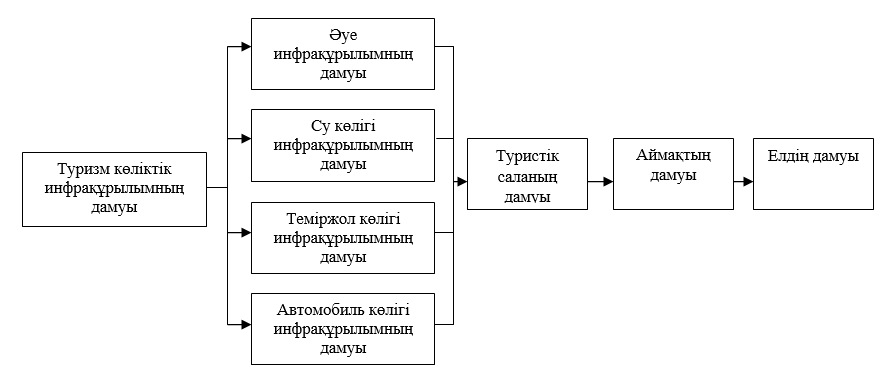 Туризм көліктік
инфрақұрылымның
дамуы
Әуе
инфрақұрылымның
дамуы
Су көлігі
инфрақұрылымның
дамуы
Теміржол көлігі
инфрақұрылымның
дамуы
Автомобиль көлігі
инфрақұрылымның
дамуы
Туристік
саланың
дамуы
Аймақтың
дамуы
Елдің дамуы